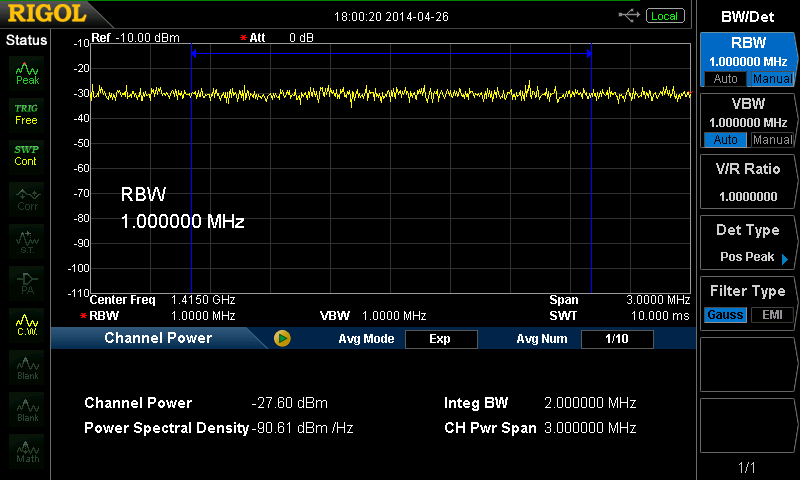 RIGOL
18:00:20 2014-04-26
Local
Status
Ref -10.00 dBm
* Att 0 dB
-10
-20
-30
-40
-50
-60
-70
-80
-90
-100
-110
RBW
1.000000 MHz
Center Freq 1.4150 GHz
Span 3.0000 MHz
* RBW 1.0000 MHz
VBW 1.0000 MHz
SWT 10.000 ms
Channel Power
Avg Mode Exp
Avg Num 1/10
Channel Power -27.60 dBm
Integ BW 2.000000 MHz
Power Spectral Density -90.61 dBm /Hz
CH Pwr Span 3.000000 MHz
Peak
TRIG
Free
SWP
Cont
Corr
S.T.
PA
C.W.
Blank
Blank
Math
BW/Det
RBW
1.000000 MHz
Auto Manual
VBW
1.000000 MHz
Auto Manual
V/R Ratio
1.0000000
Det Type
Pos Peak
Filter Type
Gauss EMI
1/1